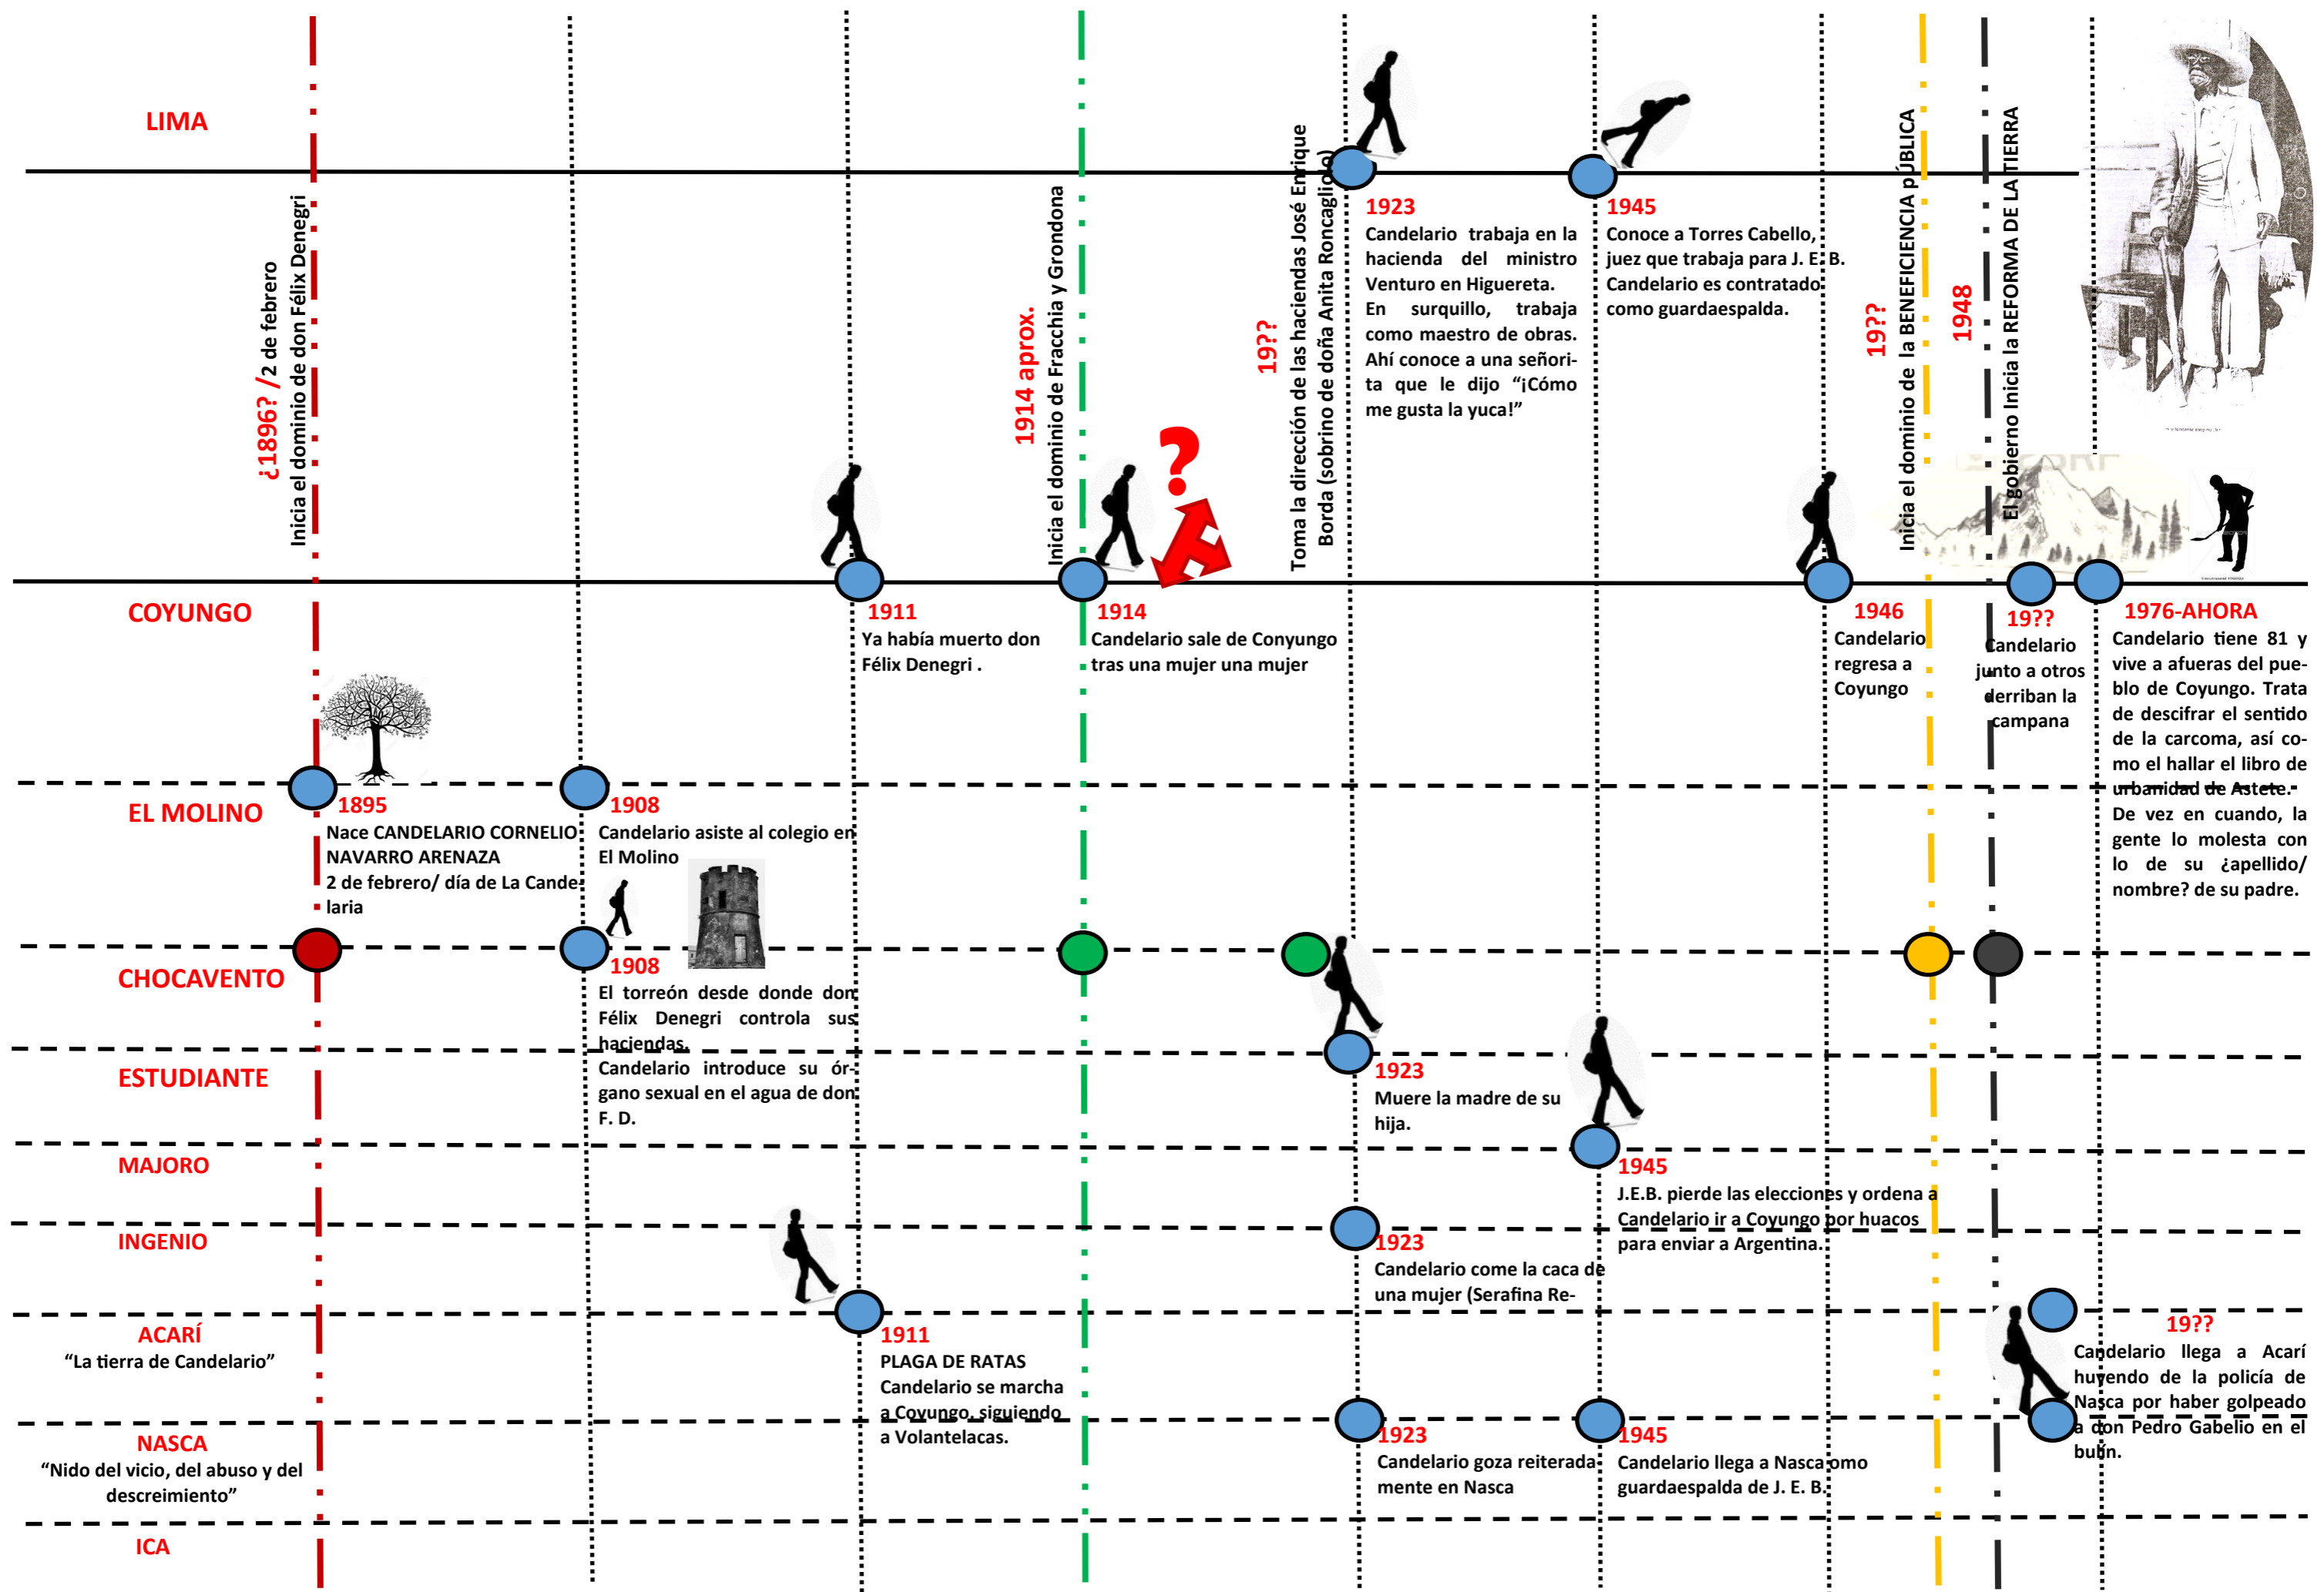 LIMA
¿1896? /2 de febrero
Inicia el dominio de don Félix Denegri
1914 aprox.
Inicia el dominio de Fracchia y Grondona
19??
Toma la dirección de las haciendas José Enrique
Borda (sobrino de doña Anita Roncagliolo)
1923
Candelario trabaja en la
hacienda del ministro
Venturo en Higuereta.
En surquillo, trabaja
como maestro de obras.
Ahí conoce a una señori-
ta que le dijo “¡Cómo
me gusta la yuca!”
1945
Conoce a Torres Cabello,
juez que trabaja para J. E. B.
Candelario es contratado
como guardaespalda.
19??
Inicia el dominio de la BENEFICIENCIA pÚBLICA
1948
El gobierno Inicia la REFORMA DE LA TIERRA
?
COYUNGO
1911
Ya había muerto don
Félix Denegri .
1914
Candelario sale de Conyungo
tras una mujer una mujer
1946
Candelario
regresa a
Coyungo
19??
Candelario
junto a otros
derriban la
campana
1976-AHORA
Candelario tiene 81 y
vive a afueras del pue-
blo de Coyungo. Trata
de descifrar el sentido
de la carcoma, así co-
mo el hallar el libro de
urbanidad de Astete.
De vez en cuando, la
gente lo molesta con
lo de su ¿apellido/
nombre? de su padre.
EL MOLINO
1895
Nace CANDELARIO CORNELIO
NAVARRO ARENAZA
2 de febrero/ día de La Cande-
laria
1908
Candelario asiste al colegio en
El Molino
CHOCAVENTO
1908
El torreón desde donde don
Félix Denegri controla sus
haciendas.
Candelario introduce su ór-
gano sexual en el agua de don
F. D.
ESTUDIANTE
1923
Muere la madre de su
hija.
MAJORO
1945
J.E.B. pierde las elecciones y ordena a
Candelario ir a Coyungo por huacos
para enviar a Argentina.
INGENIO
1923
Candelario come la caca de
una mujer (Serafina Re-
ACARÍ
“La tierra de Candelario”
1911
PLAGA DE RATAS
Candelario se marcha
a Coyungo, siguiendo
a Volantelacas.
19??
Candelario llega a Acarí
huyendo de la policía de
Nasca por haber golpeado
a don Pedro Gabelio en el
bulín.
NASCA
“Nido del vicio, del abuso y del
descreimiento”
1923
Candelario goza reiterada-
mente en Nasca
1945
Candelario llega a Nasca omo
guardaespalda de J. E. B.
ICA